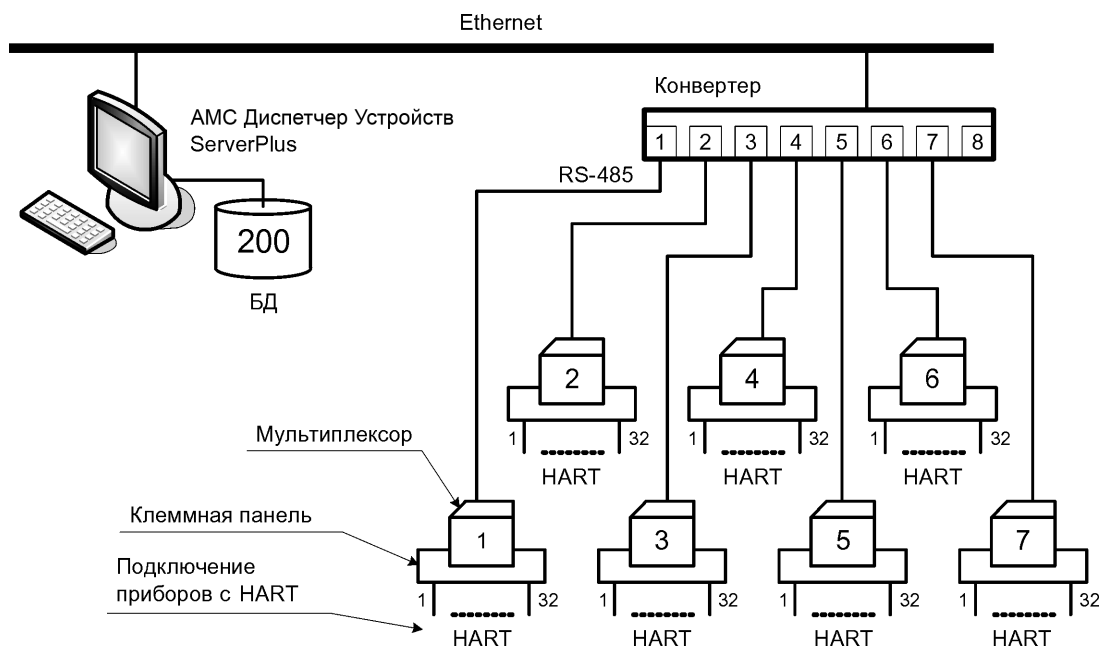 Ethernet
Конвертер
АМС Диспетчер Устройств
ServerPlus
1 2 3 4 5 6 7 8
RS-485
200
БД
2 4 6
1 32 1 32 1 32
HART HART HART
Мультиплексор
Клеммная панель
1 3 5 7
Подключение
приборов с HART
1 32 1 32 1 32 1 32
HART HART HART HART